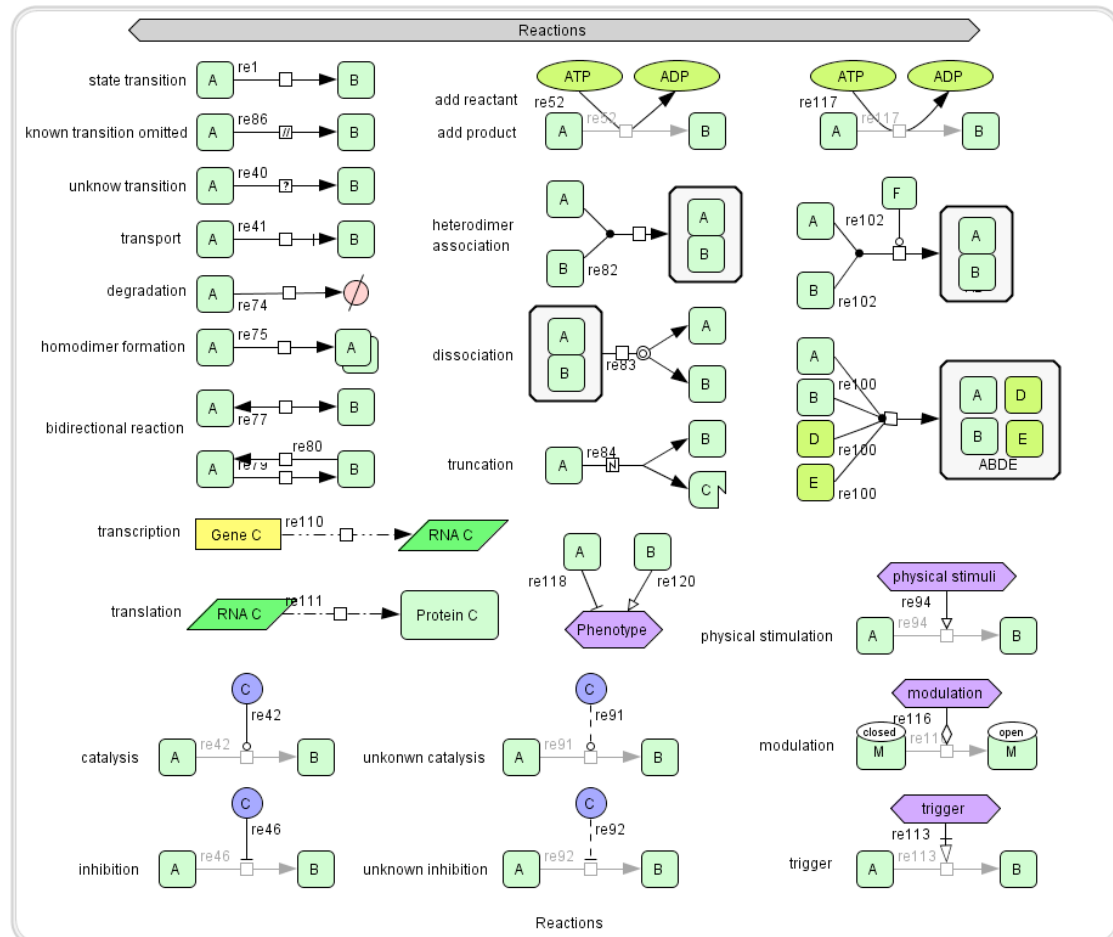 Reactions
state transition
A
re1
B
known transition omitted
A
re86
//
B
unknow transition
A
re40
?
B
transport
A
re41
B
degradation
A
re74
homodimer formation
A
re75
A
bidirectional reaction
A
re77
B
A
re80
re79
B
transcription
Gene C
re110
RNA C
translation
RNA C
re111
Protein C
add reactant
add product
ATP
ADP
re52
A
re52
B
ATP
ADP
re117
A
re117
B
heterodimer
association
A
B
re82
A
B
F
A
re102
B
re102
A
B
dissociation
A
B
re83
A
B
truncation
A
re84
N
B
C
A
re100
B
D
re100
E
re100
A
D
B
E
ABDE
A
B
re118
re120
Phenotype
physical stimuli
re94
physical stimulation
A
re94
B
C
re42
catalysis
A
re42
B
C
re91
unkonwn catalysis
A
re91
B
modulation
re116
modulation
closed
M
re11
open
M
C
re46
inhibition
A
re46
B
C
re92
unknown inhibition
A
re92
B
trigger
re113
trigger
A
re113
B
Reactions